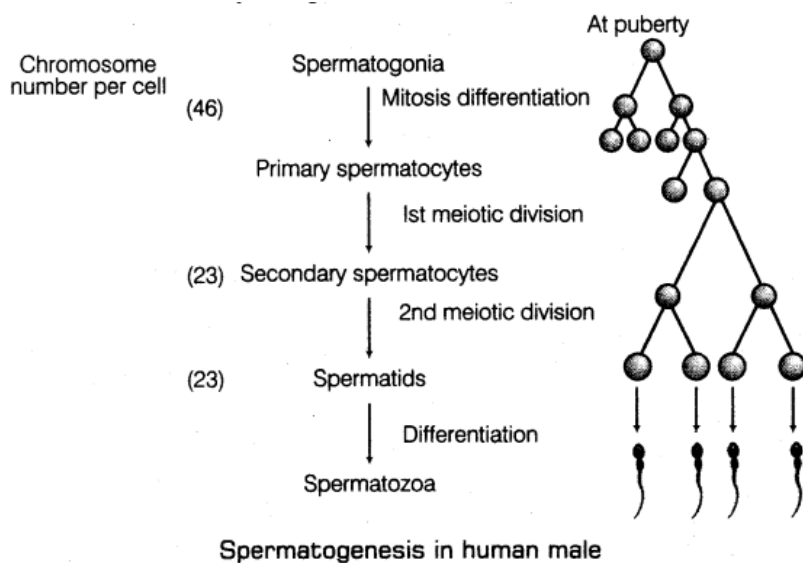 At puberty
Chromosome
number per cell
Spermatogonia
(46)
Mitosis differentiation
Primary spermatocytes
Ist meiotic division
(23) Secondary spermatocytes
2nd meiotic division
(23) Spermatids
Differentiation
Spermatozoa
Spermatogenesis in human male